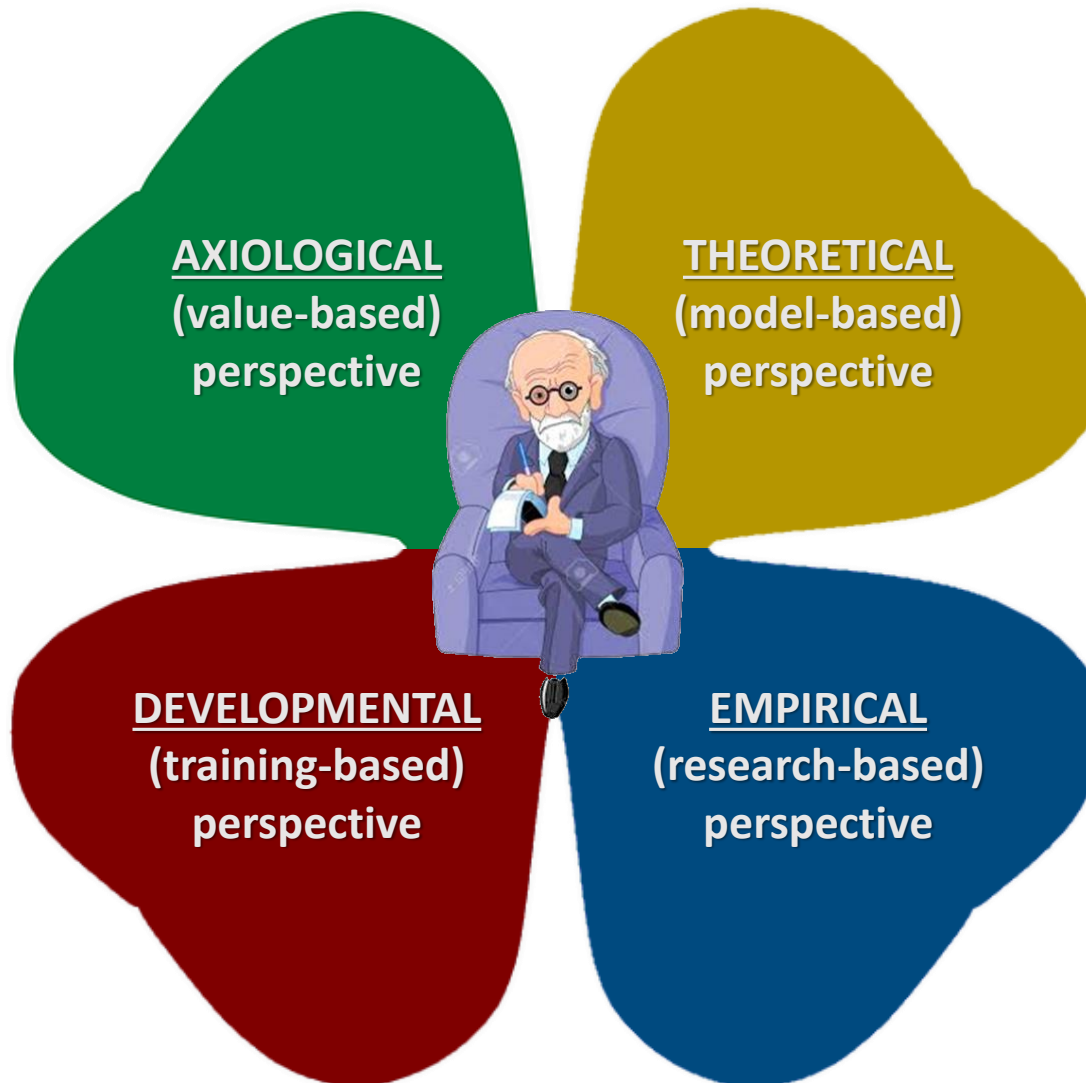 AXIOLOGICAL
(value-based)
perspective
THEORETICAL
(model-based)
perspective
DEVELOPMENTAL
(training-based)
perspective
EMPIRICAL
(research-based)
perspective